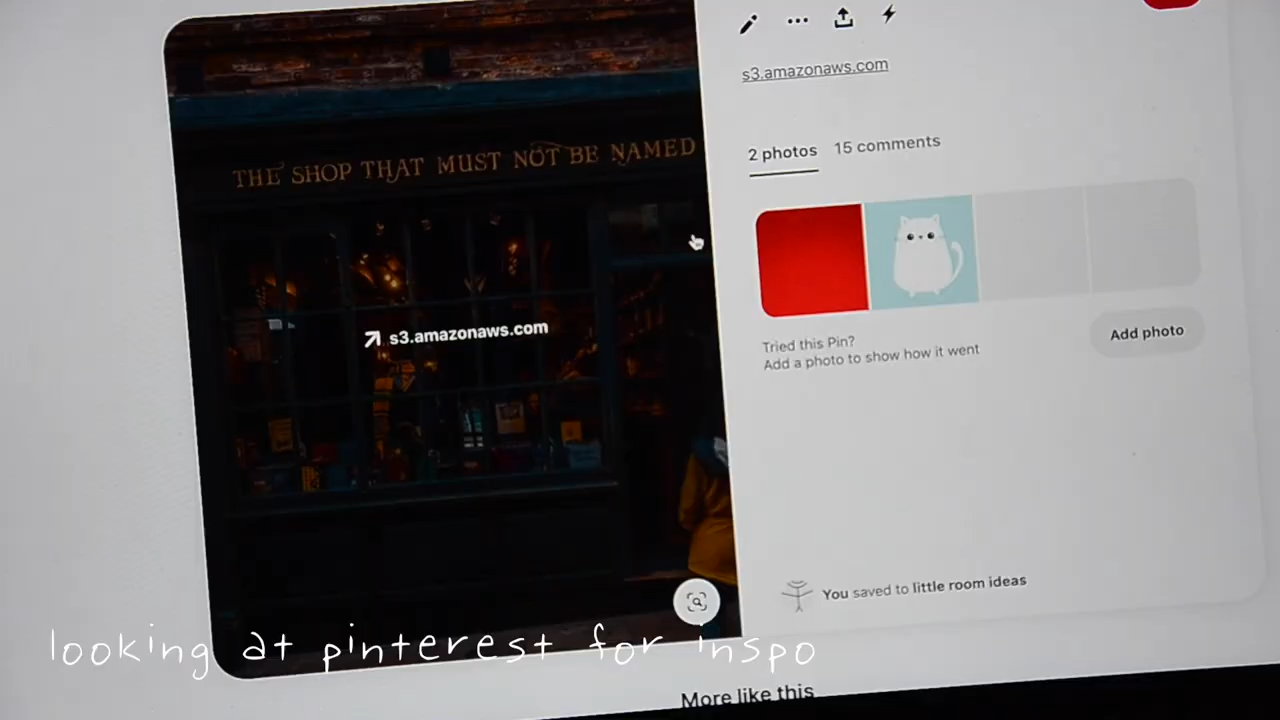 THE SHOP THAT MUST NOT BE NAMED
s3.amazonaws.com
s3.amazonaws.com
2 photos 15 comments
Tried this Pin?
Add a photo to show how it went
Add photo
You saved to little room ideas
looking at pinterest for inspo
More like this